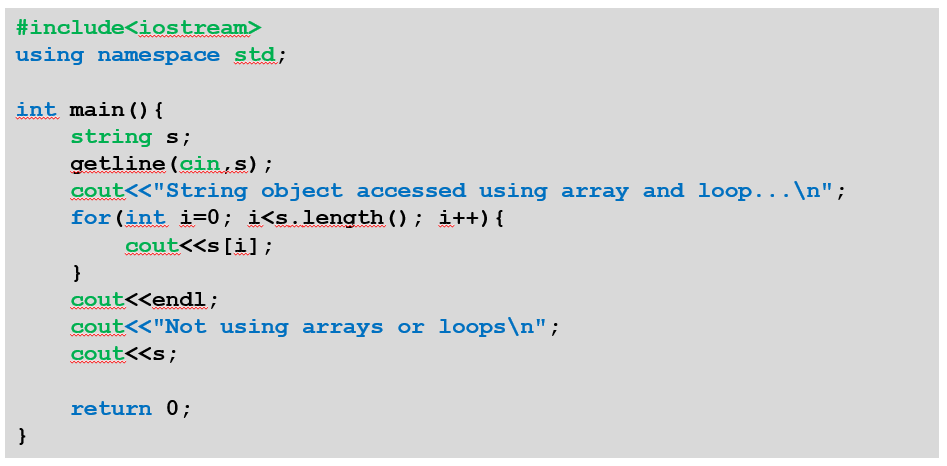 #include<iostream>
using namespace std;

int main(){
    string s;
    getline(cin,s);
    cout<<"String object accessed using array and loop...\n";
    for(int i=0; i<s.length(); i++){
        cout<<s[i];
    }
    cout<<endl;
    cout<<"Not using arrays or loops\n";
    cout<<s;

    return 0;
}